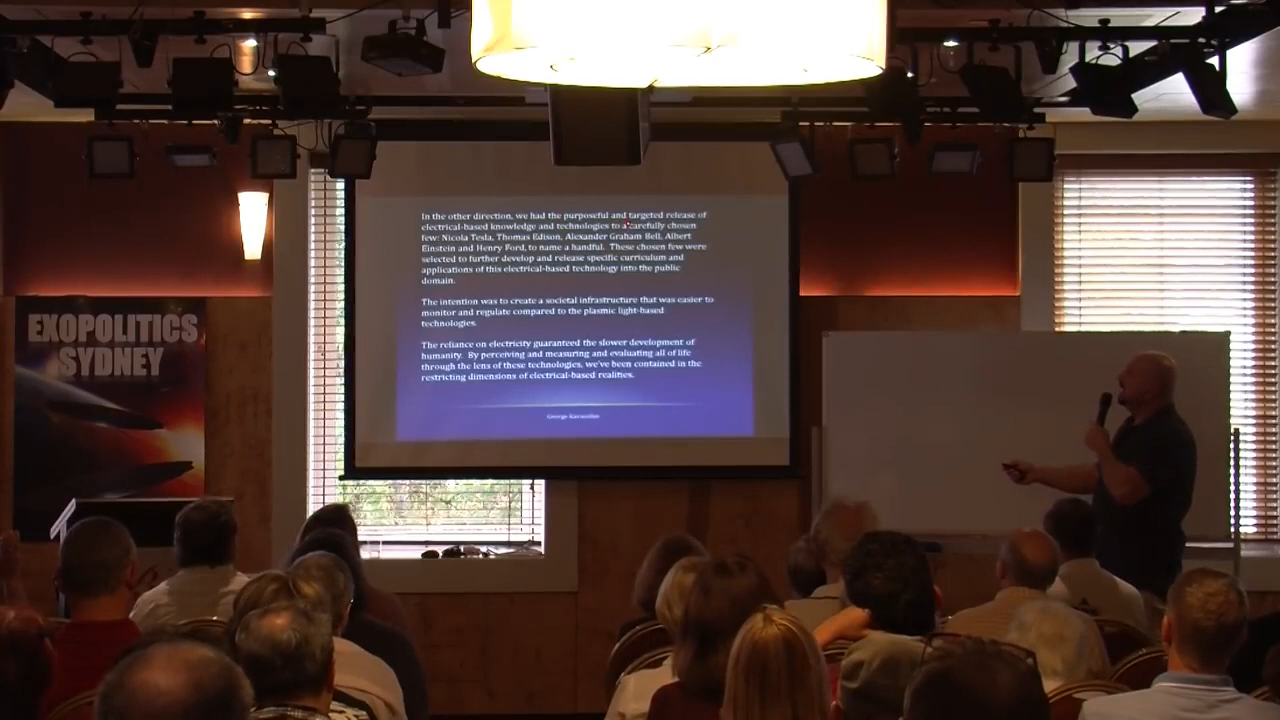 EXOPOLITICS
SYDNEY
In the other direction, we had the purposeful and targeted release of
electrical-based knowledge and technologies to a carefully chosen
few: Nicola Tesla, Thomas Edison, Alexander Graham Bell, Albert
Einstein and Henry Ford, to name a handful. These chosen few were
selected to further develop and release specific curriculum and
applications of this electrical-based technology into the public
domain.
The intention was to create a societal infrastructure that was easier to
monitor and regulate compared to the plasmic light-based
technologies.
The reliance on electricity guaranteed the slower development of
humanity. By perceiving and measuring and evaluating all of life
through the lens of these technologies, we've been contained in the
restricting dimensions of electrical-based realities.
George